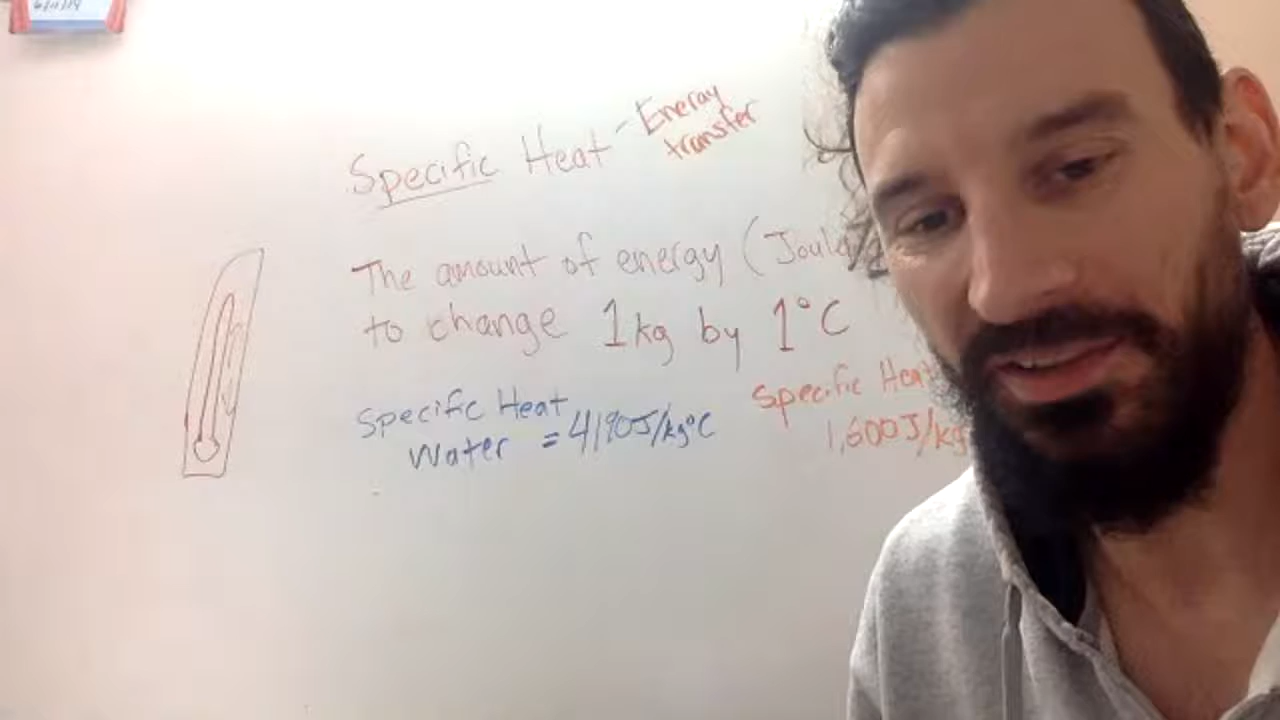 Specific Heat - Energy
transfer
The amount of energy (Joule
to change 1kg by 1°C
Specific Heat
Water = 4190J/kg°C
Specific Heat
1,600J/kg